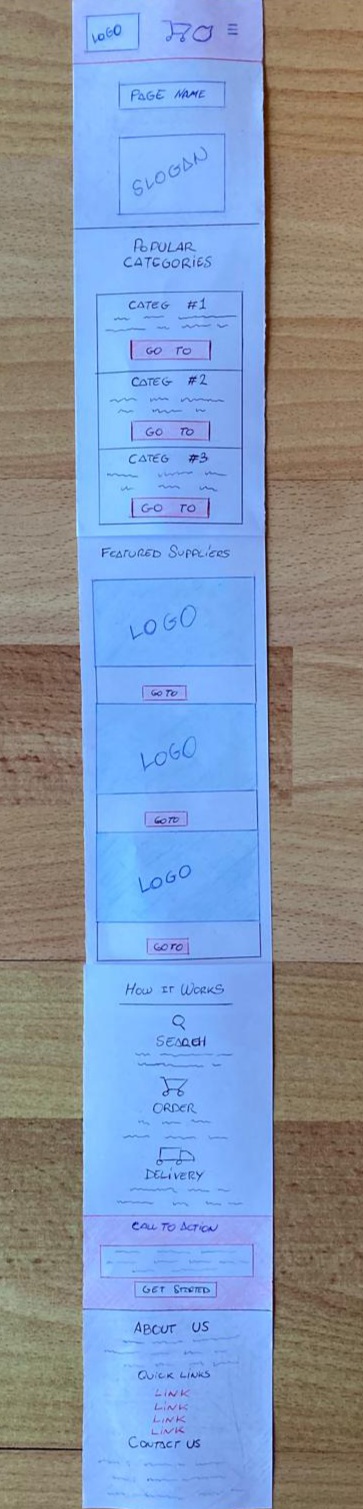 LOGO
PAGE NAME
SLOGAN
POPULAR
CATEGORIES
CATEG #1
GO TO
CATEG #2
GO TO
CATEG #3
GO TO
FEATURED SUPPLIERS
LOGO
GO TO
LOGO
GO TO
LOGO
GO TO
HOW IT WORKS
SEARCH
ORDER
DELIVERY
CALL TO ACTION
GET STARTED
ABOUT US
QUICK LINKS
LINK
LINK
LINK
LINK
CONTACT US